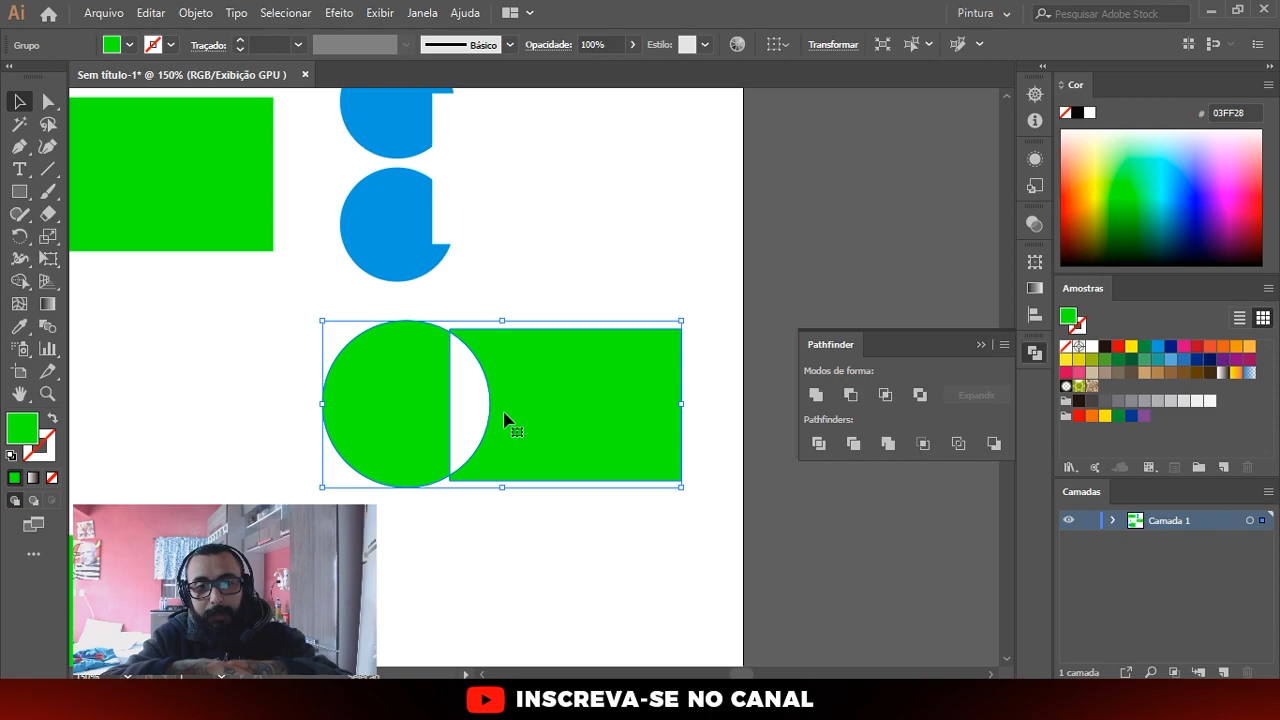 Ai Arquivo Editar Objeto Tipo Selecionar Efeito Exibir Janela Ajuda Pintura Pesquisar Adobe Stock
Grupo Traçado: Básico Opacidade: 100% Estilo: Transformar
Sem título-1* @ 150% (RGB/Exibição GPU ) ×
Cor
# 03FF28
Amostras
Pathfinder
Modos de forma:
Expandir
Pathfinders:
Camadas
Camada 1
1 camada
INSCREVA-SE NO CANAL